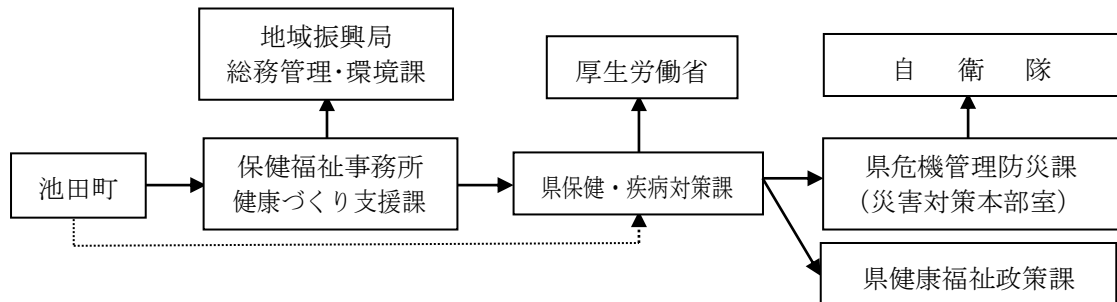 地域振興局
総務管理・環境課
厚生労働省
自　衛　隊
池田町
保健福祉事務所
健康づくり支援課
県保健・疾病対策課
県危機管理防災課
（災害対策本部室）
県健康福祉政策課